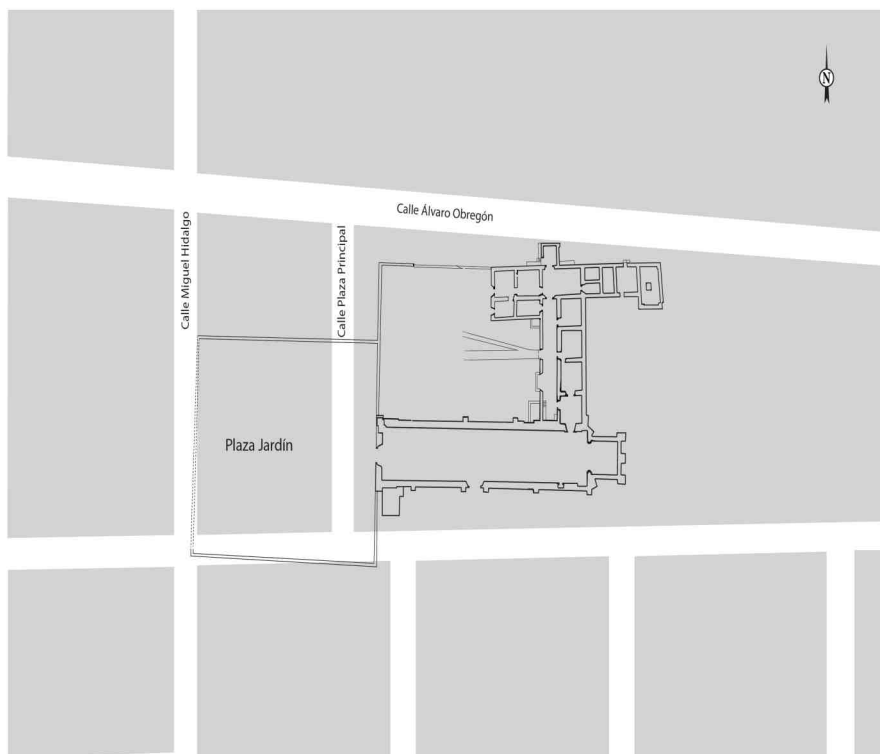 N
Calle Álvaro Obregón
Calle Miguel Hidalgo
Calle Plaza Principal
Plaza Jardín